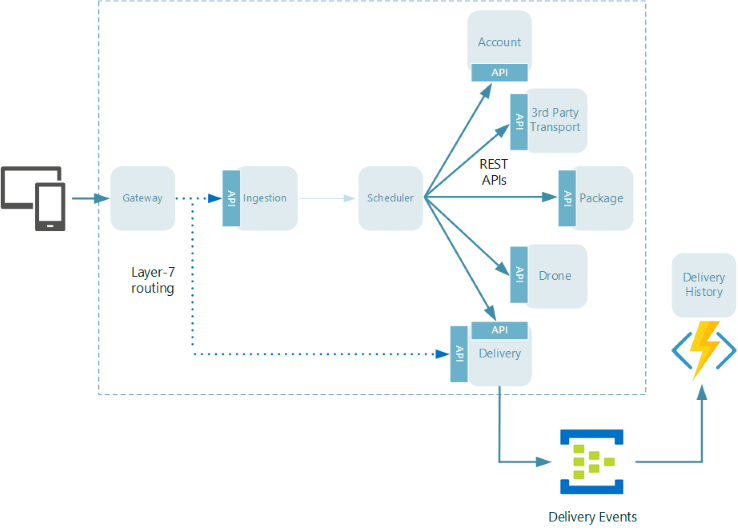 Account
API
3rd Party
Transport
API
REST
APIs
Gateway
API
Ingestion
Scheduler
API
Package
Layer-7
routing
API
Drone
Delivery
History
API
API
Delivery
Delivery Events